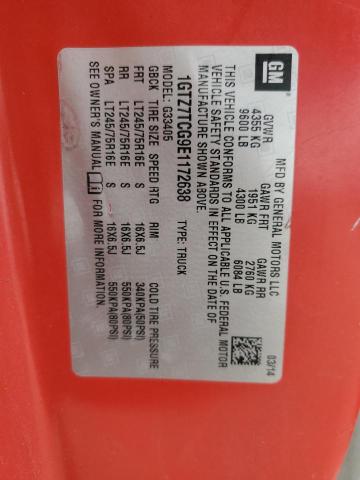 GM
MFD BY GENERAL MOTORS LLC
03/14
GVWR GAWR FRT GAWR RR
4355 KG 1951 KG 2760 KG
9600 LB 4300 LB 6084 LB
THIS VEHICLE CONFORMS TO ALL APPLICABLE U.S. FEDERAL MOTOR
VEHICLE SAFETY STANDARDS IN EFFECT ON THE DATE OF
MANUFACTURE SHOWN ABOVE.
1GTZ7TCG9E1172638 TYPE: TRUCK
MODEL: G33405
GBCK TIRE SIZE SPEED RTG RIM COLD TIRE PRESSURE
FRT LT245/75R16E S 16X6.5J 340KPA(50PSI)
RR LT245/75R16E S 16X6.5J 550KPA(80PSI)
SPA LT245/75R16E S 16X6.5J 550KPA(80PSI)
SEE OWNER'S MANUAL FOR MORE INFORMATION.